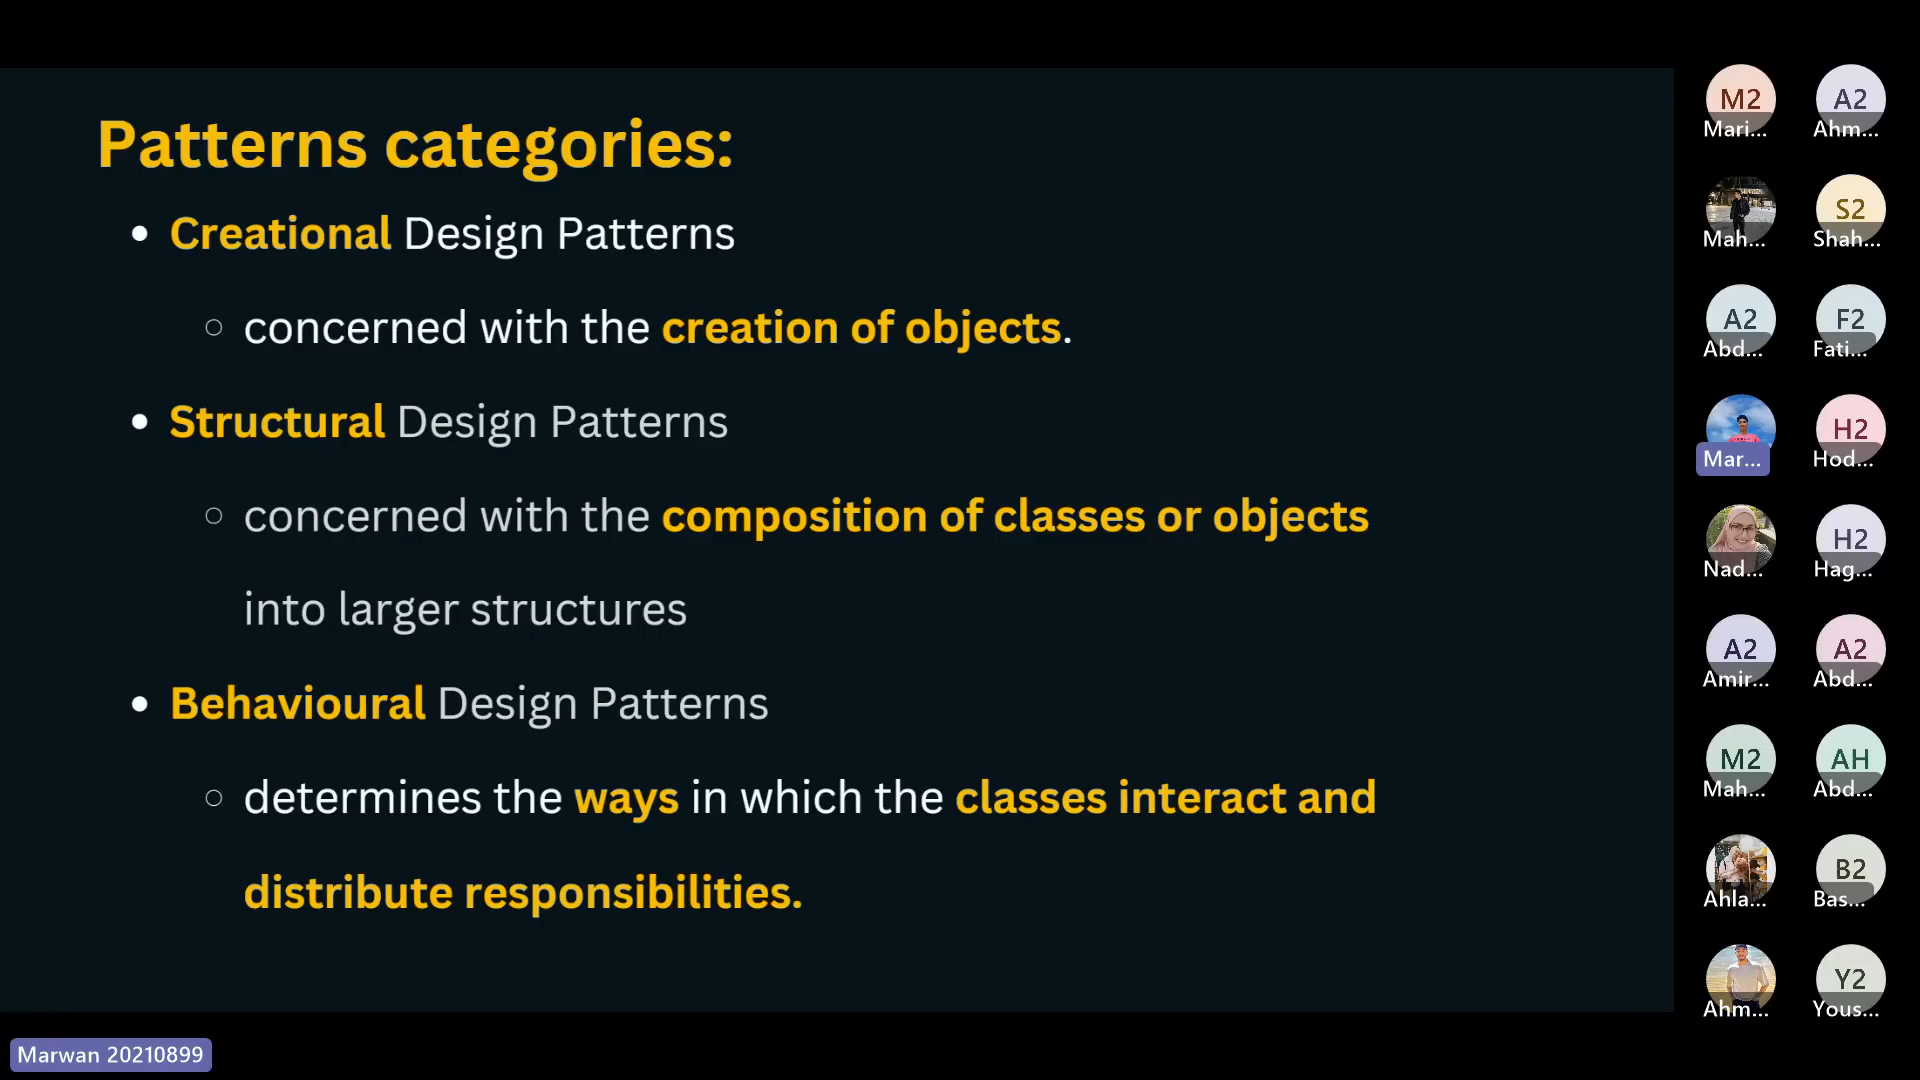 Patterns categories:
Creational Design Patterns
concerned with the creation of objects.
Structural Design Patterns
concerned with the composition of classes or objects
into larger structures
Behavioural Design Patterns
determines the ways in which the classes interact and
distribute responsibilities.
M2 A2
Mari... Ahm...
S2
Mah... Shah...
A2 F2
Abd... Fati...
H2
Mar... Hod...
H2
Nad... Hag...
A2 A2
Amir... Abd...
M2 AH
Mah... Abd...
B2
Ahla... Bas...
Y2
Ahm... Yous...
Marwan 20210899